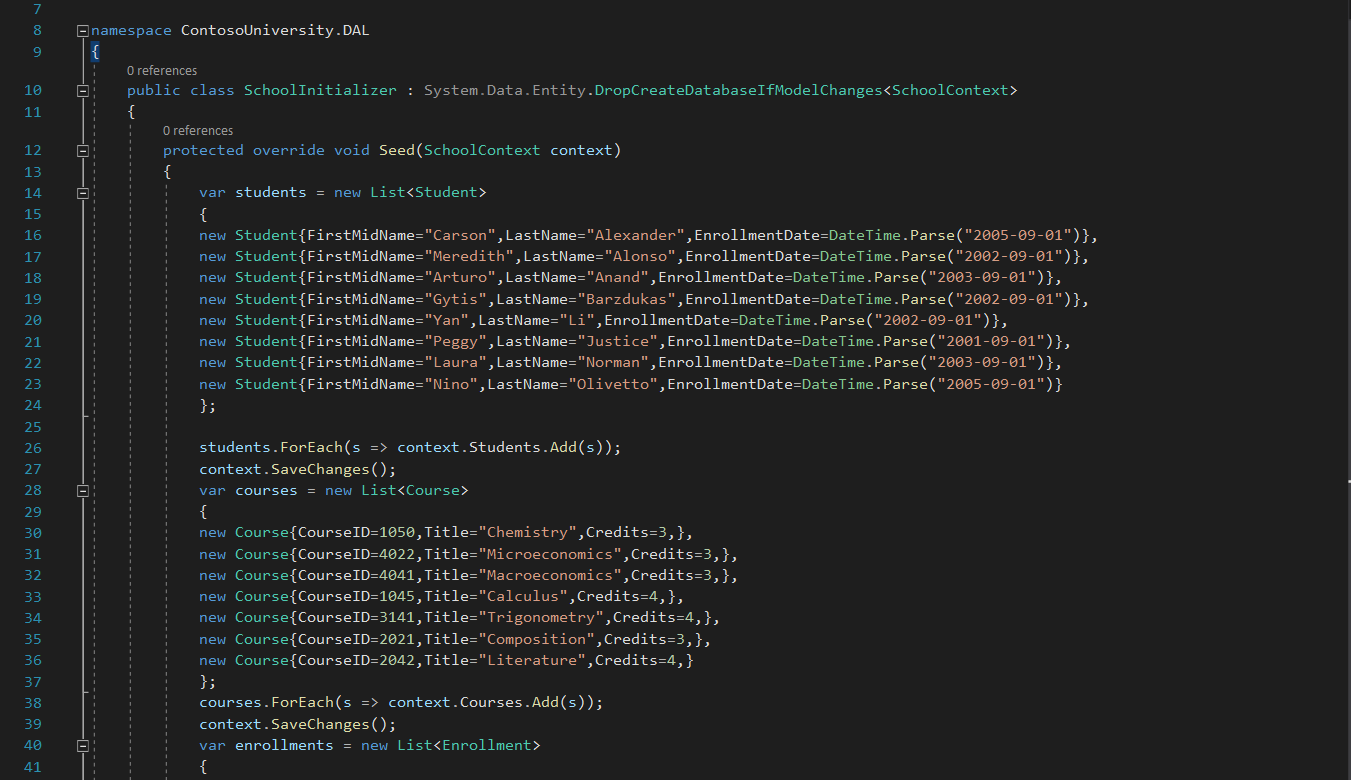 7
8 namespace ContosoUniversity.DAL
9 {
0 references
10 public class SchoolInitializer : System.Data.Entity.DropCreateDatabaseIfModelChanges<SchoolContext>
11 {
0 references
12 protected override void Seed(SchoolContext context)
13 {
14 var students = new List<Student>
15 {
16 new Student{FirstMidName="Carson",LastName="Alexander",EnrollmentDate=DateTime.Parse("2005-09-01")},
17 new Student{FirstMidName="Meredith",LastName="Alonso",EnrollmentDate=DateTime.Parse("2002-09-01")},
18 new Student{FirstMidName="Arturo",LastName="Anand",EnrollmentDate=DateTime.Parse("2003-09-01")},
19 new Student{FirstMidName="Gytis",LastName="Barzdukas",EnrollmentDate=DateTime.Parse("2002-09-01")},
20 new Student{FirstMidName="Yan",LastName="Li",EnrollmentDate=DateTime.Parse("2002-09-01")},
21 new Student{FirstMidName="Peggy",LastName="Justice",EnrollmentDate=DateTime.Parse("2001-09-01")},
22 new Student{FirstMidName="Laura",LastName="Norman",EnrollmentDate=DateTime.Parse("2003-09-01")},
23 new Student{FirstMidName="Nino",LastName="Olivetto",EnrollmentDate=DateTime.Parse("2005-09-01")}
24 };
25
26 students.ForEach(s => context.Students.Add(s));
27 context.SaveChanges();
28 var courses = new List<Course>
29 {
30 new Course{CourseID=1050,Title="Chemistry",Credits=3,},
31 new Course{CourseID=4022,Title="Microeconomics",Credits=3,},
32 new Course{CourseID=4041,Title="Macroeconomics",Credits=3,},
33 new Course{CourseID=1045,Title="Calculus",Credits=4,},
34 new Course{CourseID=3141,Title="Trigonometry",Credits=4,},
35 new Course{CourseID=2021,Title="Composition",Credits=3,},
36 new Course{CourseID=2042,Title="Literature",Credits=4,}
37 };
38 courses.ForEach(s => context.Courses.Add(s));
39 context.SaveChanges();
40 var enrollments = new List<Enrollment>
41 {